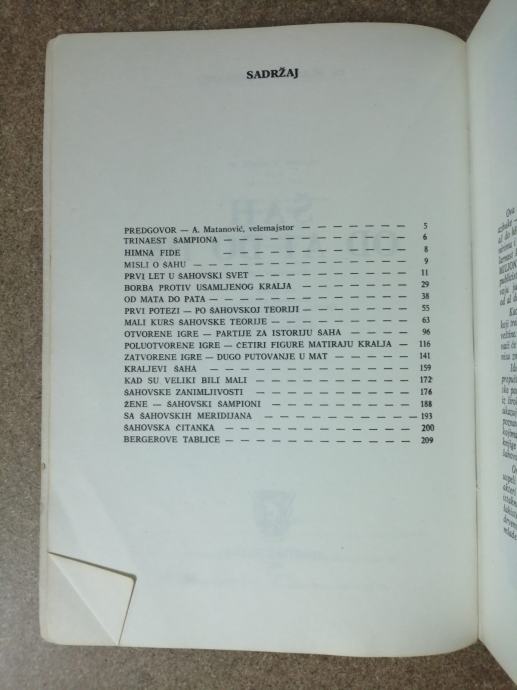 SADRŽAJ
PREDGOVOR — A. Matanović, velemajstor — — — — — — 5
TRINAEST ŠAMPIONA — — — — — — — — — — — 6
HIMNA FIDE — — — — — — — — — — — — — 8
MISLI O ŠAHU — — — — — — — — — — — — 9
PRVI LET U ŠAHOVSKI SVET — — — — — — — — 11
BORBA PROTIV USAMLJENOG KRALJA — — — — — — 29
OD MATA DO PATA — — — — — — — — — — — 38
PRVI POTEZI — PO ŠAHOVSKOJ TEORIJI — — — — — 55
MALI KURS ŠAHOVSKE TEORIJE — — — — — — — 63
OTVORENE IGRE — PARTIJE ZA ISTORIJU ŠAHA — — — 96
POLUOTVORENE IGRE — ČETIRI FIGURE MATIRAJU KRALJA — 116
ZATVORENE IGRE — DUGO PUTOVANJE U MAT — — — — 141
KRALJEVI ŠAHA — — — — — — — — — — — — 159
KAD SU VELIKI BILI MALI — — — — — — — — — 172
ŠAHOVSKE ZANIMLJIVOSTI — — — — — — — — — 176
ŽENE — ŠAHOVSKI ŠAMPIONI — — — — — — — — 188
SA ŠAHOVSKIH MERIDIJANA — — — — — — — — 193
ŠAHOVSKA ČITANKA — — — — — — — — — — 200
BERGEROVE TABLICE — — — — — — — — — — 209